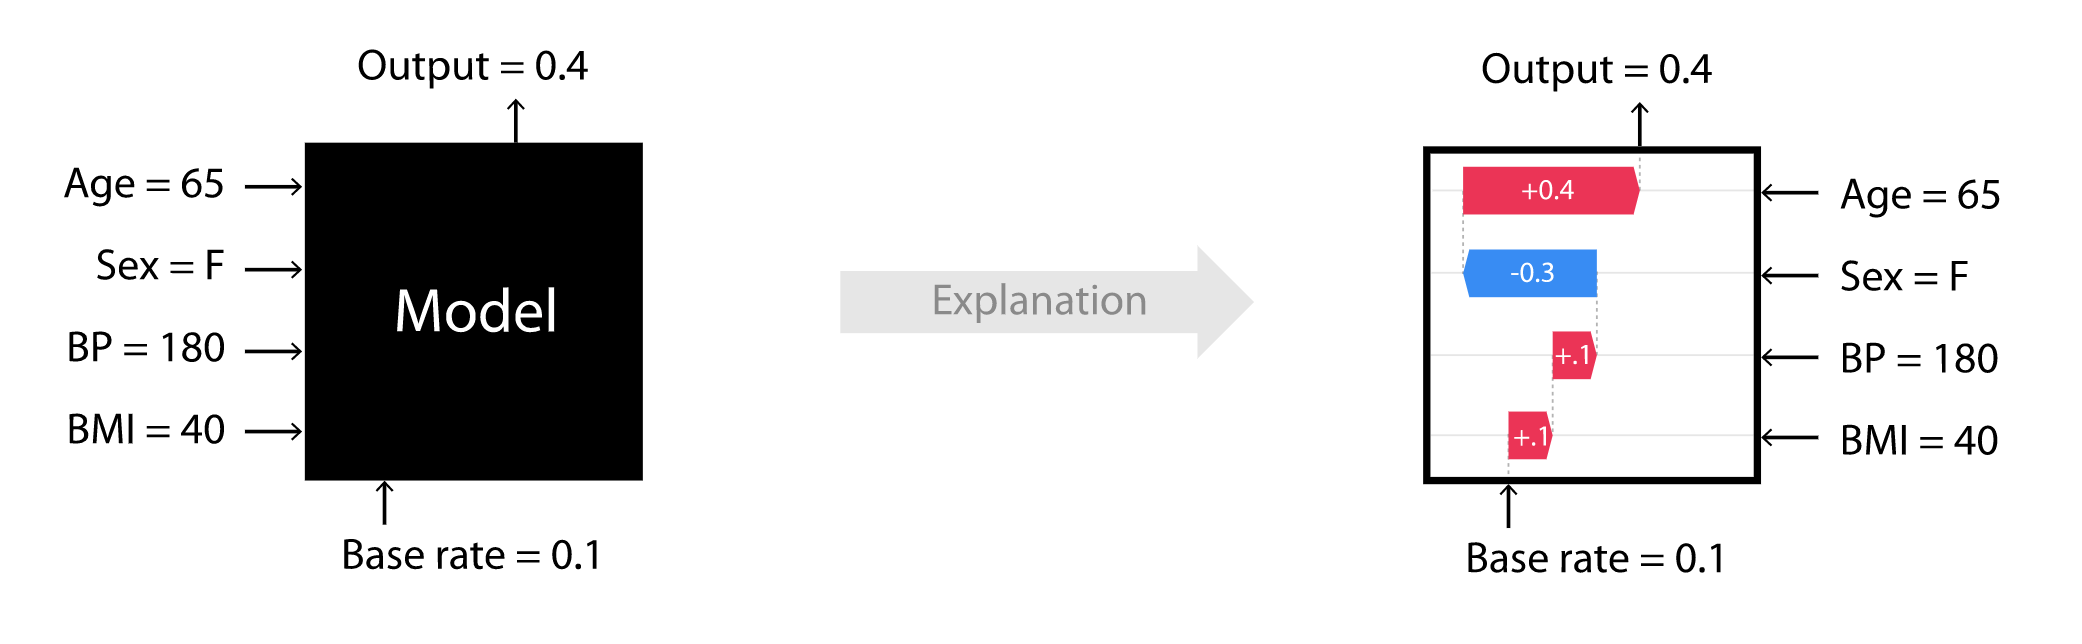 Output = 0.4
Age = 65
Sex = F
BP = 180
BMI = 40
Model
Base rate = 0.1
Explanation
Output = 0.4
+0.4
Age = 65
-0.3
Sex = F
+.1
BP = 180
+.1
BMI = 40
Base rate = 0.1